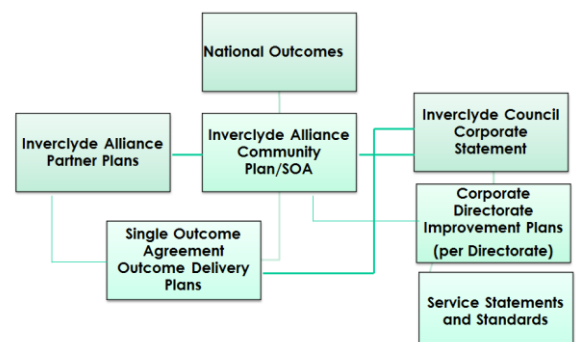 National Outcomes
Inverclyde Alliance
Partner Plans
Inverclyde Alliance
Community
Plan/SOA
Inverclyde Council
Corporate
Statement
Single Outcome
Agreement
Outcome Delivery
Plans
Corporate
Directorate
Improvement Plans
(per Directorate)
Service Statements
and Standards